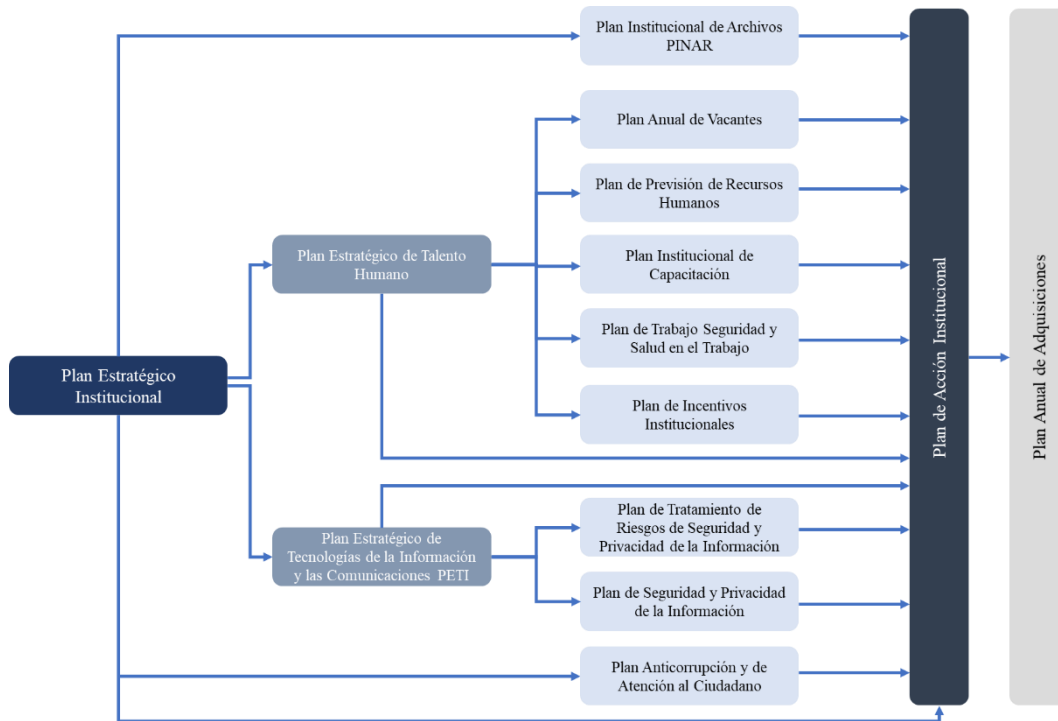 Plan Institucional de Archivos
PINAR
Plan Anual de Vacantes
Plan de Previsión de Recursos
Humanos
Plan Estratégico de Talento
Humano
Plan Institucional de
Capacitación
Plan de Trabajo Seguridad y
Salud en el Trabajo
Plan Estratégico
Institucional
Plan de Incentivos
Institucionales
Plan Estratégico de
Tecnologías de la Información
y las Comunicaciones PETI
Plan de Tratamiento de
Riesgos de Seguridad y
Privacidad de la Información
Plan de Seguridad y Privacidad
de la Información
Plan Anticorrupción y de
Atención al Ciudadano
Plan de Acción Institucional
Plan Anual de Adquisiciones